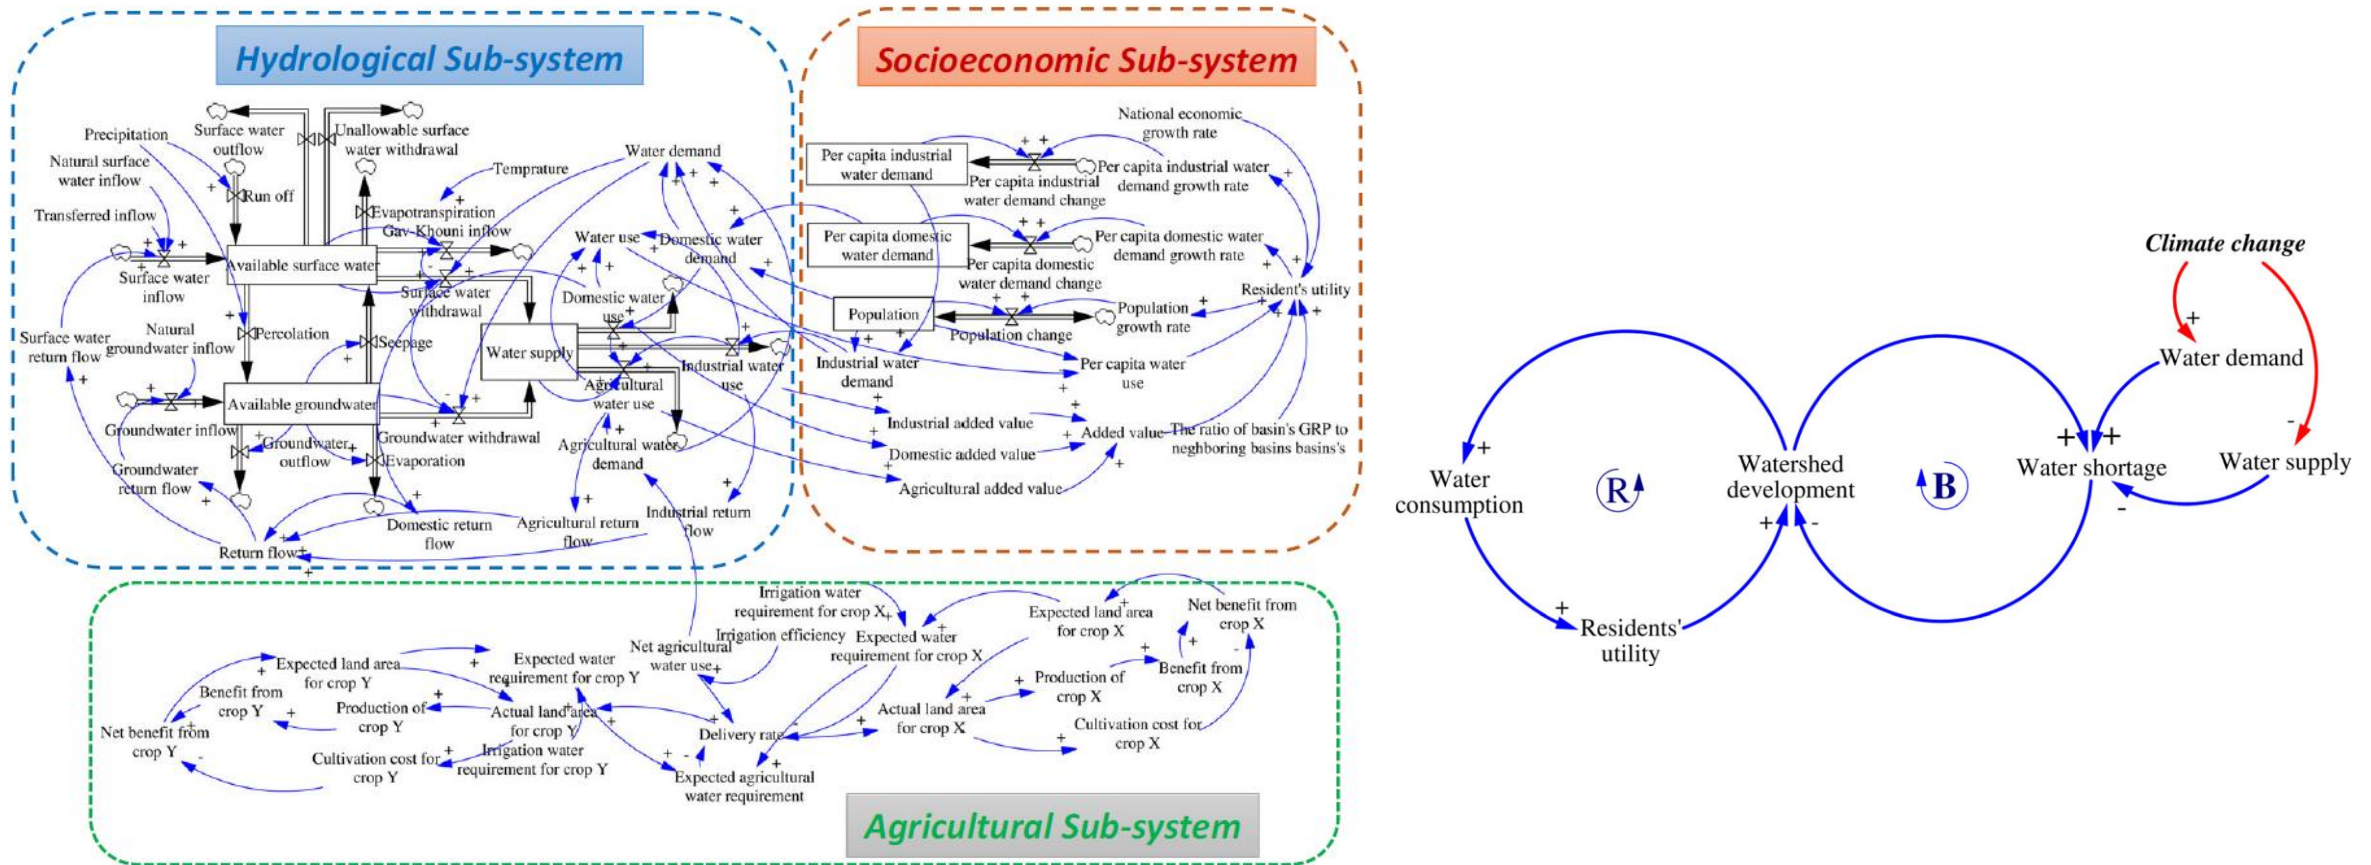 Hydrological Sub-system
Precipitation
Surface water
outflow
Unallowable surface
water withdrawal
Natural surface
water inflow
Temprature
Water demand
Run off
Transferred inflow
Evapotranspiration
Gav-Khouni inflow
Water use
Domestic water
demand
Available surface water
Surface water
inflow
Surface water
withdrawal
Domestic water
use
Natural
groundwater inflow
Percolation
Seepage
Surface water
return flow
Water supply
Industrial water
use
Agricultural
water use
Available groundwater
Groundwater inflow
Groundwater
outflow
Groundwater withdrawal
Evaporation
Agricultural water
demand
Groundwater
return flow
Domestic return
flow
Agricultural return
flow
Industrial return
flow
Return flow
Socioeconomic Sub-system
National economic
growth rate
Per capita industrial
water demand
Per capita industrial
water demand change
Per capita industrial water
demand growth rate
Per capita domestic
water demand
Per capita domestic
water demand change
Per capita domestic water
demand growth rate
Resident's utility
Population
Population change
Population
growth rate
Industrial water
demand
Per capita water
use
Industrial added value
Added value
The ratio of basin's GRP to
neighboring basins basins's
Domestic added value
Agricultural added value
Irrigation water
requirement for crop X
Expected land area
for crop X
Net benefit from
crop X
Irrigation efficiency
Expected water
requirement for crop X
Net agricultural
water use
Expected land area
for crop Y
Expected water
requirement for crop Y
Benefit from
crop X
Production of
crop X
Benefit from
crop Y
Production of
crop Y
Actual land area
for crop Y
Actual land area
for crop X
Net benefit from
crop Y
Delivery rate
Cultivation cost for
crop X
Cultivation cost for
crop Y
Irrigation water
requirement for crop Y
Expected agricultural
water requirement
Agricultural Sub-system
Climate change
+
Water demand
-
+
+ +
Water
consumption
R
Watershed
development
B
Water shortage
Water supply
+ -
-
+
Residents'
utility